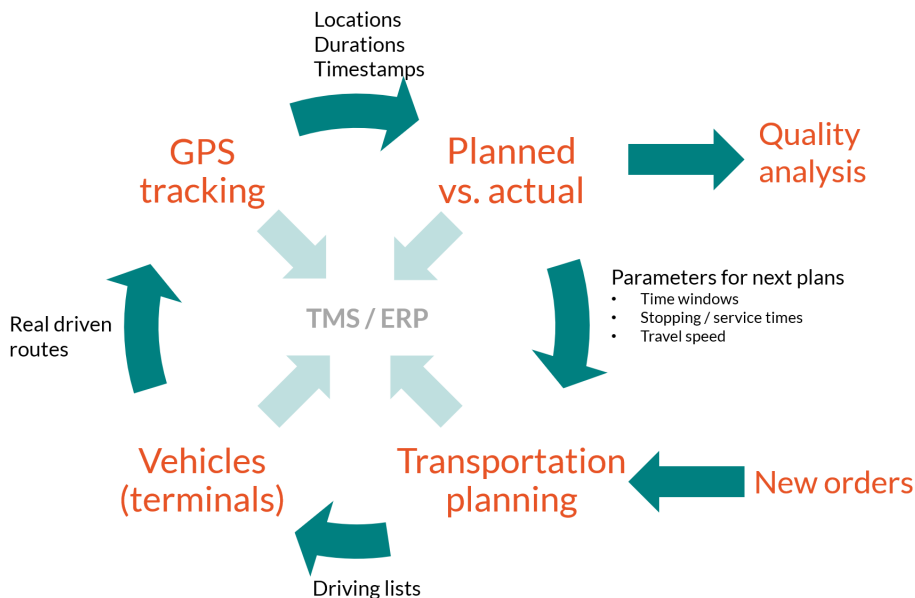 Locations
Durations
Timestamps
GPS
tracking
Planned
vs. actual
Quality
analysis
Real driven
routes
TMS / ERP
Parameters for next plans
• Time windows
• Stopping / service times
• Travel speed
Vehicles
(terminals)
Transportation
planning
New orders
Driving lists